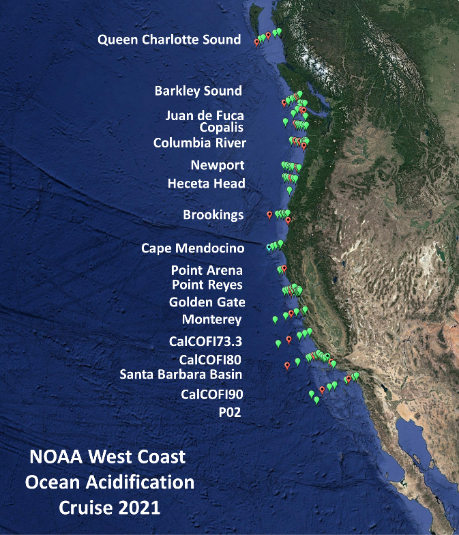 Queen Charlotte Sound
Barkley Sound
Juan de Fuca
Copalis
Columbia River
Newport
Heceta Head
Brookings
Cape Mendocino
Point Arena
Point Reyes
Golden Gate
Monterey
CalCOFI73.3
CalCOFI80
Santa Barbara Basin
CalCOFI90
P02
NOAA West Coast
Ocean Acidification
Cruise 2021